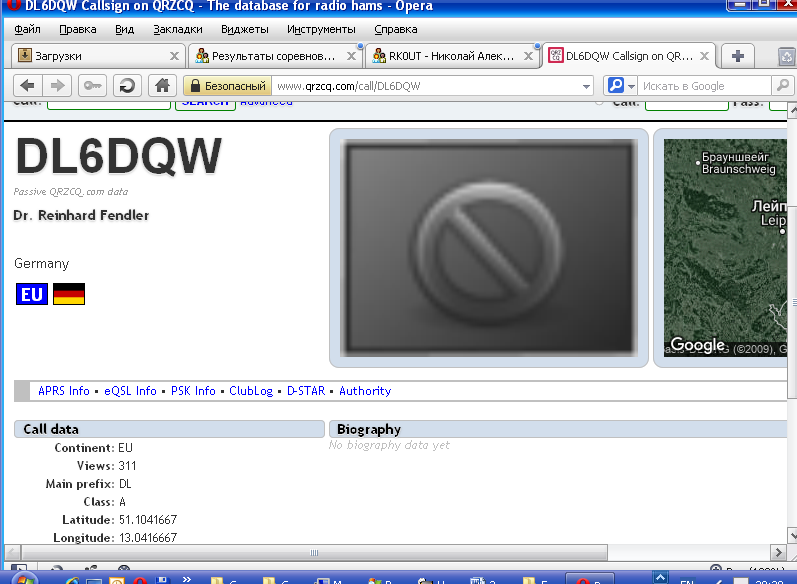 DL6DQW Callsign on QRZCQ - The database for radio hams - Opera
Файл Правка Вид Закладки Виджеты Инструменты Справка
Загрузки Результаты соревнов... RK0UT - Николай Алек... QRZ CQ DL6DQW Callsign on QR...
Безопасный www.qrzcq.com/call/DL6DQW Искать в Google
Call: SEARCH Advanced Call: Pass:
DL6DQW
Passive QRZCQ.com data
Dr. Reinhard Fendler
Germany
EU
Брауншвейг
Braunschweig
Лейп
Leip
Google
(©2009), G
APRS Info • eQSL Info • PSK Info • ClubLog • D-STAR • Authority
Call data Biography
No biography data yet
Continent: EU
Views: 311
Main prefix: DL
Class: A
Latitude: 51.1041667
Longitude: 13.0416667